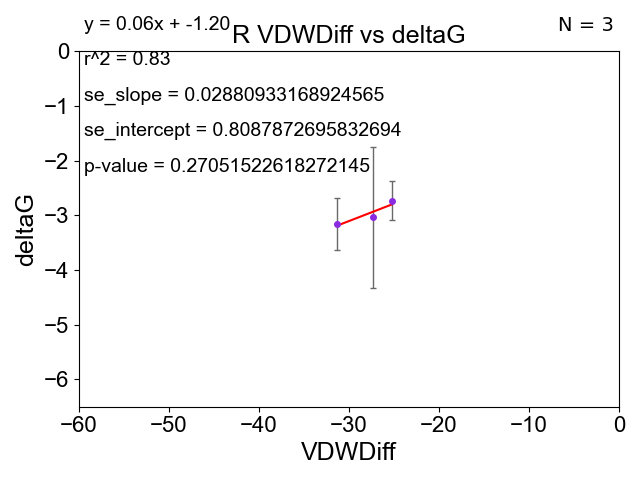 y = 0.06x + -1.20
R VDWDiff vs deltaG
N = 3
r^2 = 0.83
se_slope = 0.02880933168924565
se_intercept = 0.8087872695832694
p-value = 0.27051522618272145
0
−1
−2
−3
−4
−5
−6
deltaG
−60
−50
−40
−30
−20
−10
0
VDWDiff